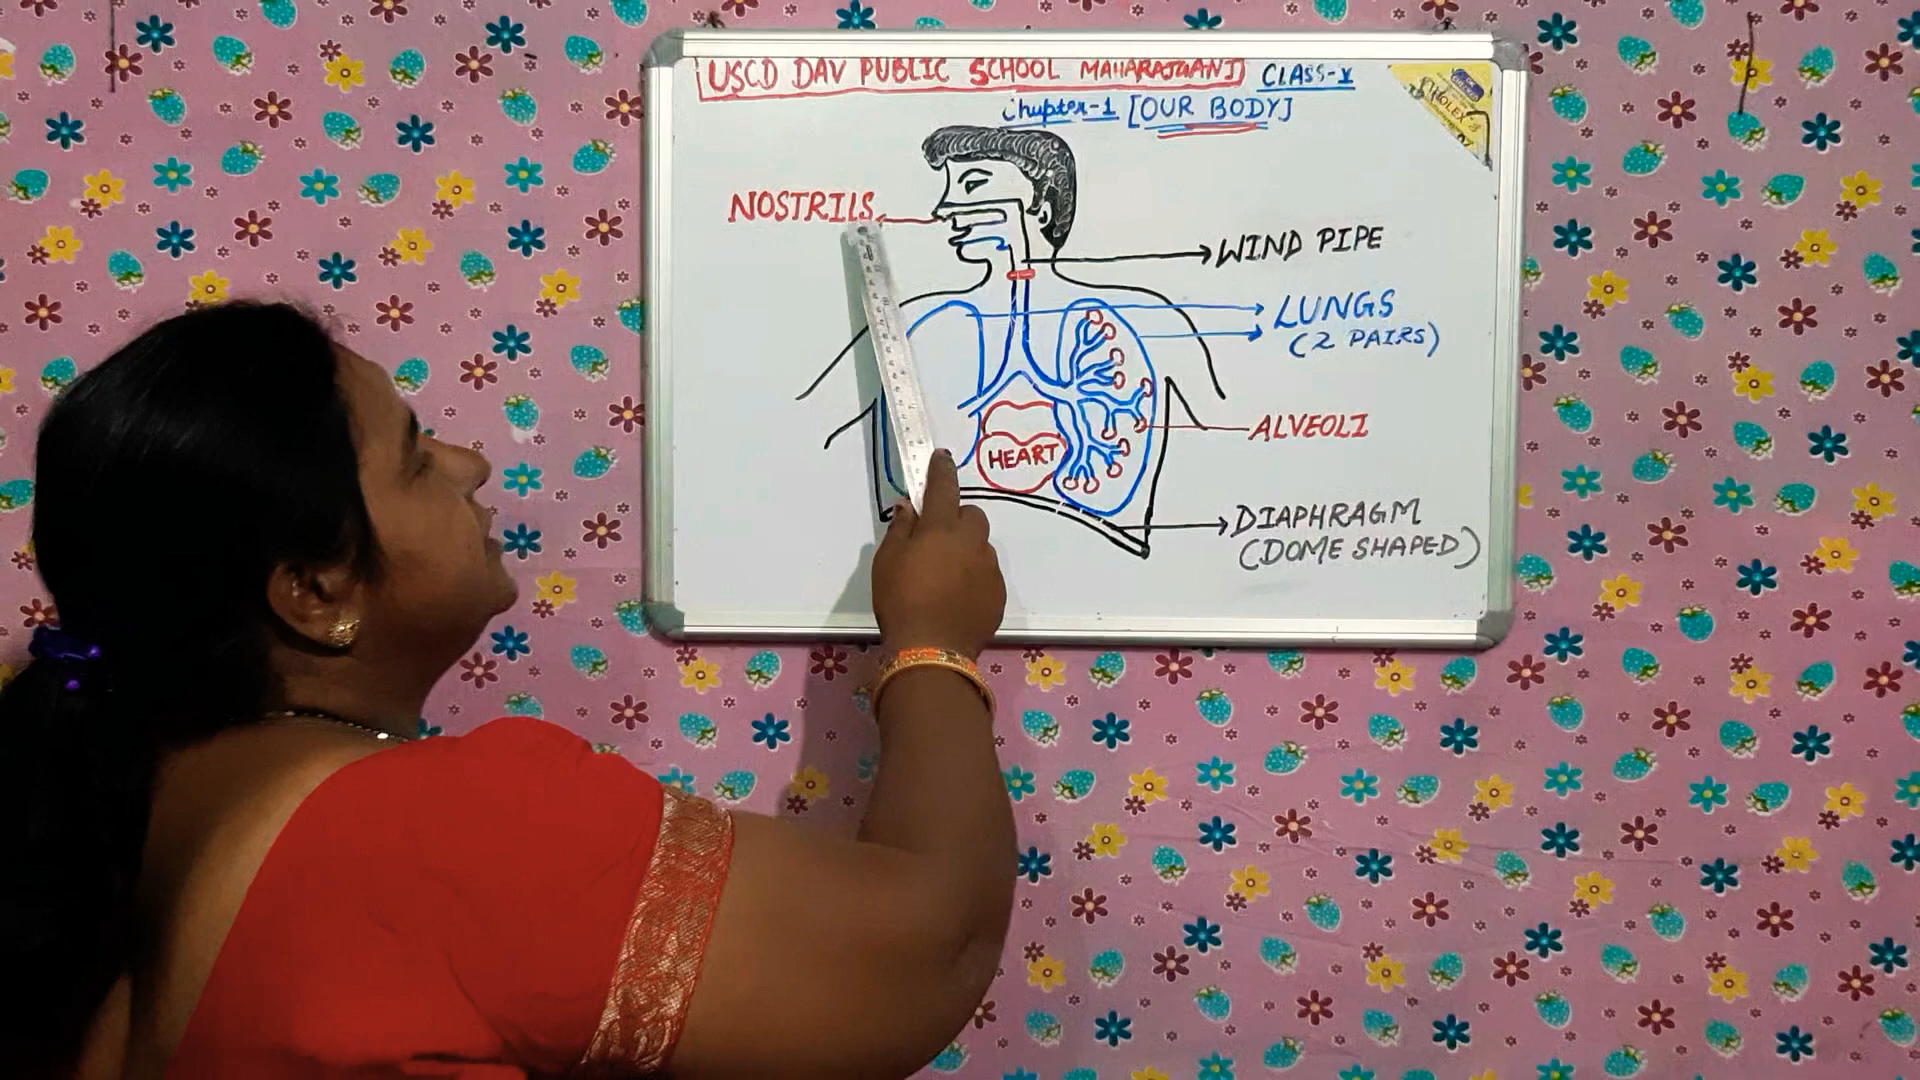 USCD DAV PUBLIC SCHOOL MAHARAJGANJ CLASS-V
Chapter-1 [OUR BODY]
NOSTRILS
WIND PIPE
LUNGS
(2 PAIRS)
ALVEOLI
HEART
DIAPHRAGM
(DOME SHAPED)